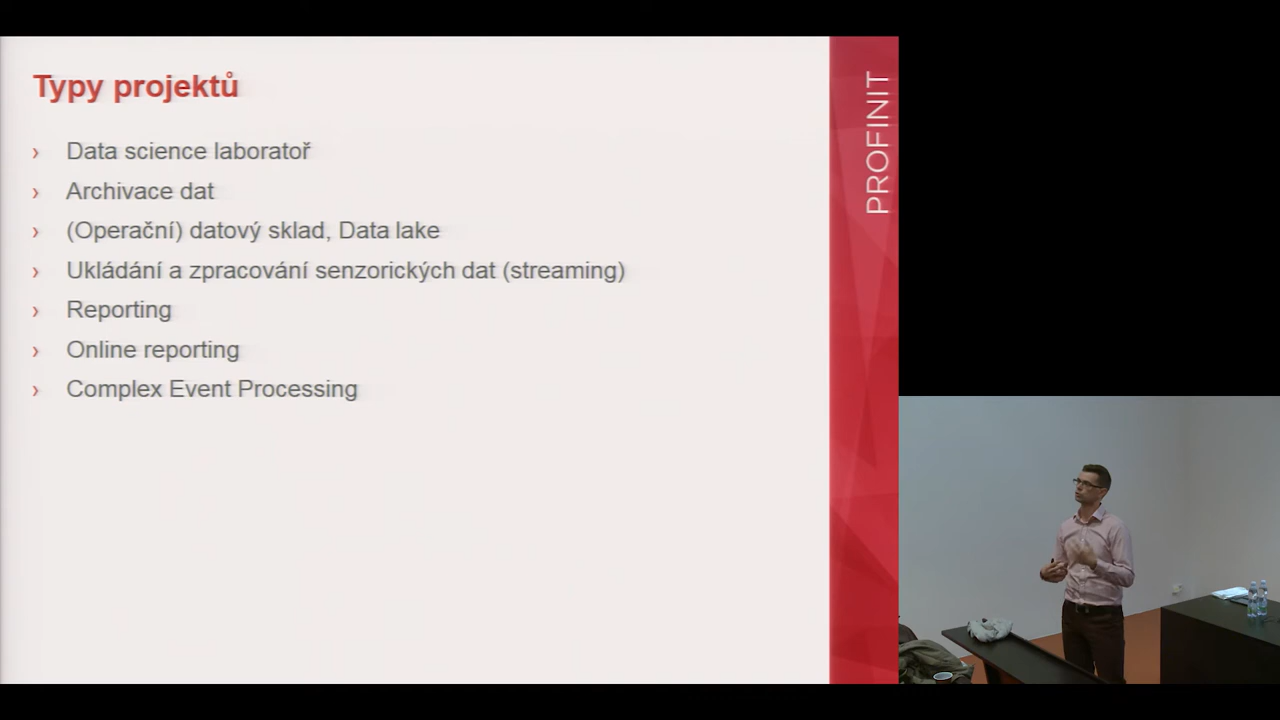 Typy projektů
› Data science laboratoř
› Archivace dat
› (Operační) datový sklad, Data lake
› Ukládání a zpracování senzorických dat (streaming)
› Reporting
› Online reporting
› Complex Event Processing
PROFINIT